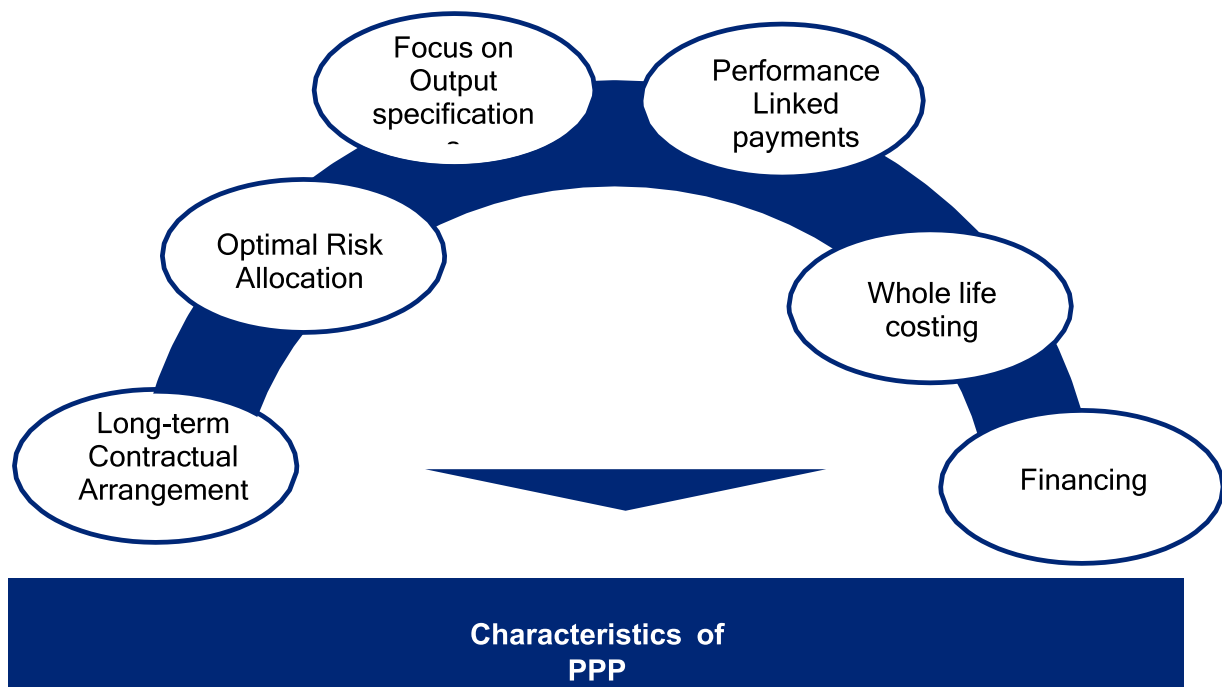 Focus on
Output
specification
Performance
Linked
payments
Optimal Risk
Allocation
Whole life
costing
Long-term
Contractual
Arrangement
Financing
Characteristics of
PPP